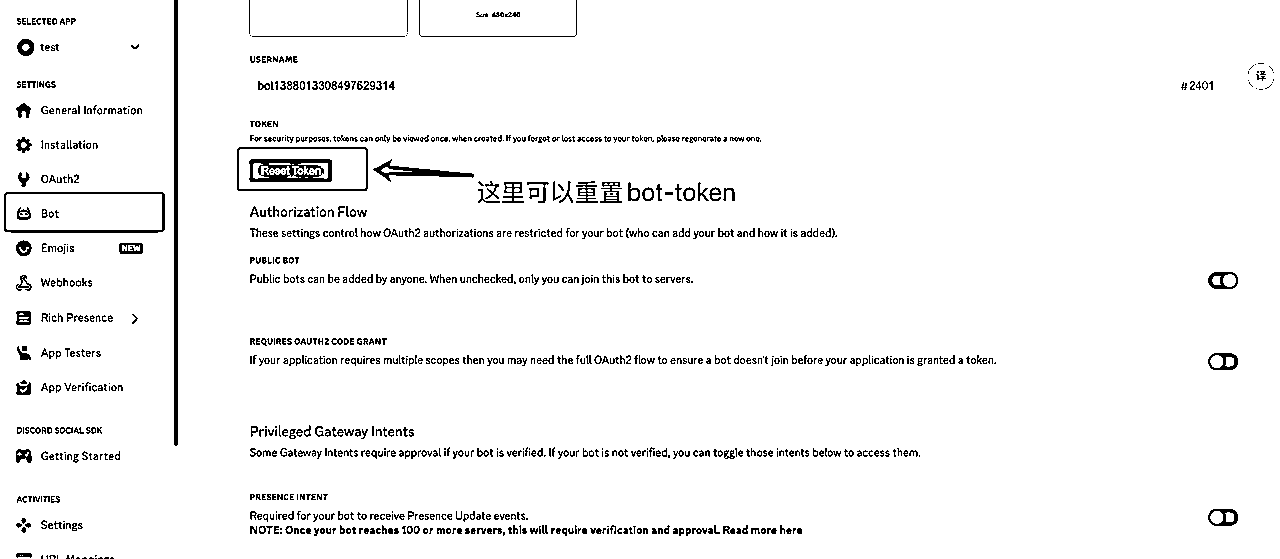 SELECTED APP
test
SETTINGS
General Information
Installation
OAuth2
Bot
Emojis NEW
Webhooks
Rich Presence
App Testers
App Verification
DISCORD SOCIAL SDK
Getting Started
ACTIVITIES
Settings
URL Mappings
Size: 680x240
USERNAME
bot1388013308497629314 #2401
译
TOKEN
For security purposes, tokens can only be viewed once, when created. If you forgot or lost access to your token, please regenerate a new one.
Reset Token
这里可以重置bot-token
Authorization Flow
These settings control how OAuth2 authorizations are restricted for your bot (who can add your bot and how it is added).
PUBLIC BOT
Public bots can be added by anyone. When unchecked, only you can join this bot to servers.
REQUIRES OAUTH2 CODE GRANT
If your application requires multiple scopes then you may need the full OAuth2 flow to ensure a bot doesn't join before your application is granted a token.
Privileged Gateway Intents
Some Gateway Intents require approval if your bot is verified. If your bot is not verified, you can toggle those intents below to access them.
PRESENCE INTENT
Required for your bot to receive Presence Update events.
NOTE: Once your bot reaches 100 or more servers, this will require verification and approval. Read more here